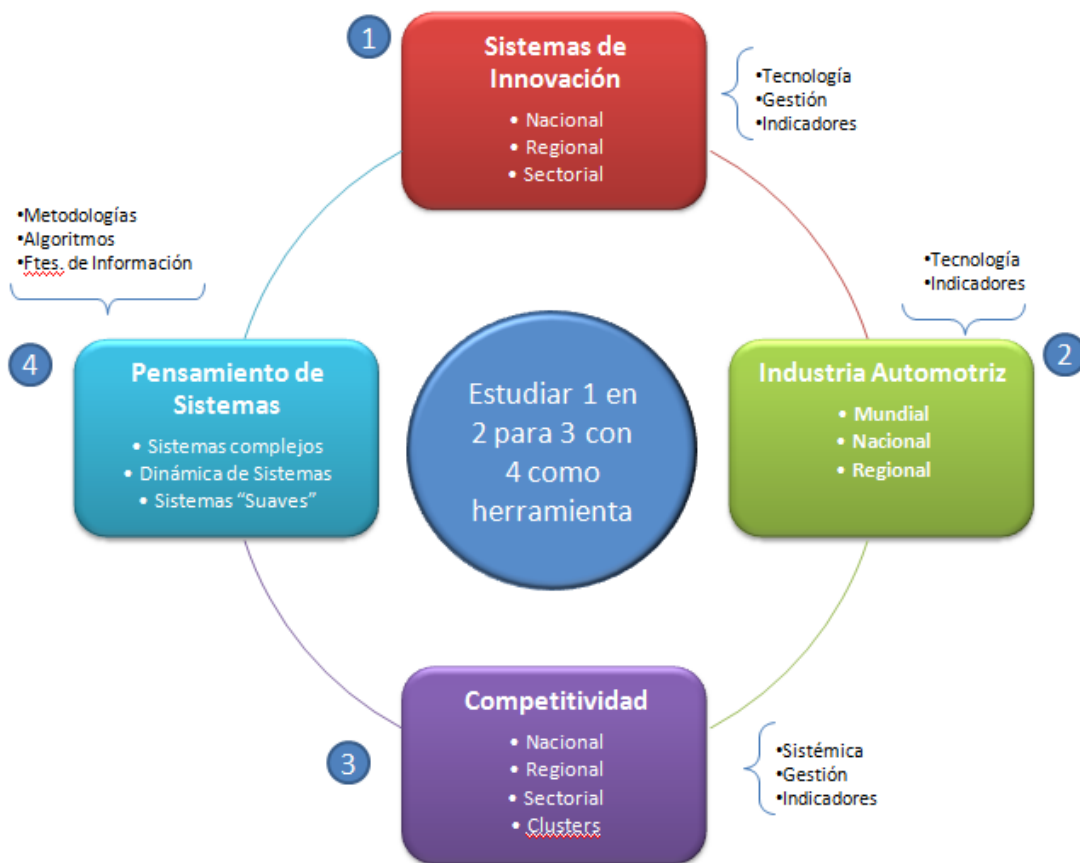 1
Sistemas de
Innovación
• Nacional
• Regional
• Sectorial
•Tecnología
•Gestión
•Indicadores
•Tecnología
•Indicadores
2
Industria Automotriz
• Mundial
• Nacional
• Regional
•Metodologías
•Algoritmos
•Ftes. de Información
4
Pensamiento de
Sistemas
• Sistemas complejos
• Dinámica de Sistemas
• Sistemas “Suaves”
Estudiar 1 en
2 para 3 con
4 como
herramienta
3
Competitividad
• Nacional
• Regional
• Sectorial
• Clusters
•Sistémica
•Gestión
•Indicadores